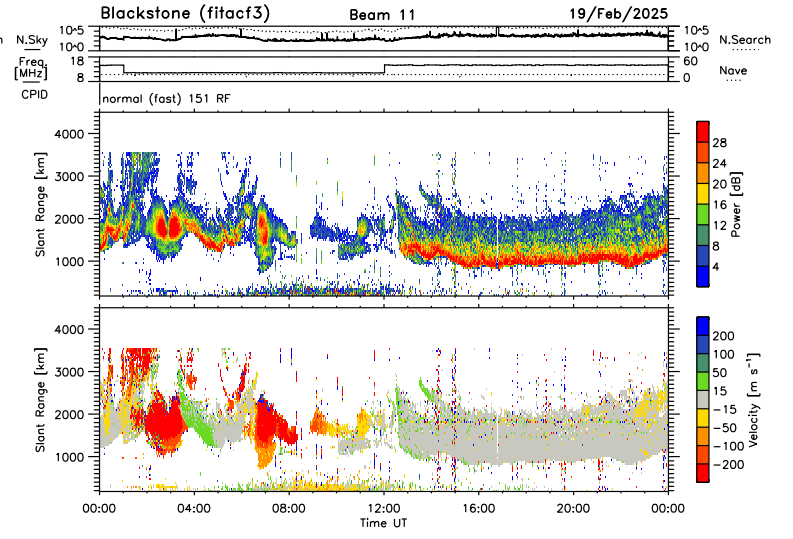 Blackstone (fitacf3)
Beam 11
19/Feb/2025
N.Sky
10^5
10^0
10^5
10^0
N.Search
Freq.
[MHz]
18
8
60
0
Nave
CPID
normal (fast) 151 RF
4000
3000
2000
1000
Slant Range [km]
28
24
20
16
12
8
4
Power [dB]
4000
3000
2000
1000
Slant Range [km]
200
100
50
15
-15
-50
-100
-200
Velocity [m s⁻¹]
00:00
04:00
08:00
12:00
16:00
20:00
00:00
Time UT